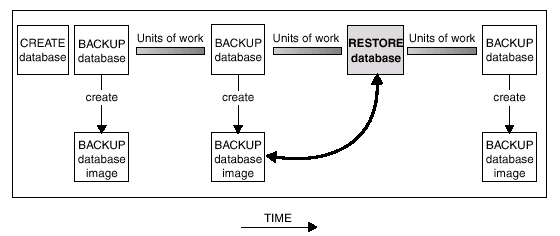 CREATE
database
BACKUP
database
Units of work
BACKUP
database
Units of work
RESTORE
database
Units of work
BACKUP
database
create
create
create
BACKUP
database
image
BACKUP
database
image
BACKUP
database
image
TIME